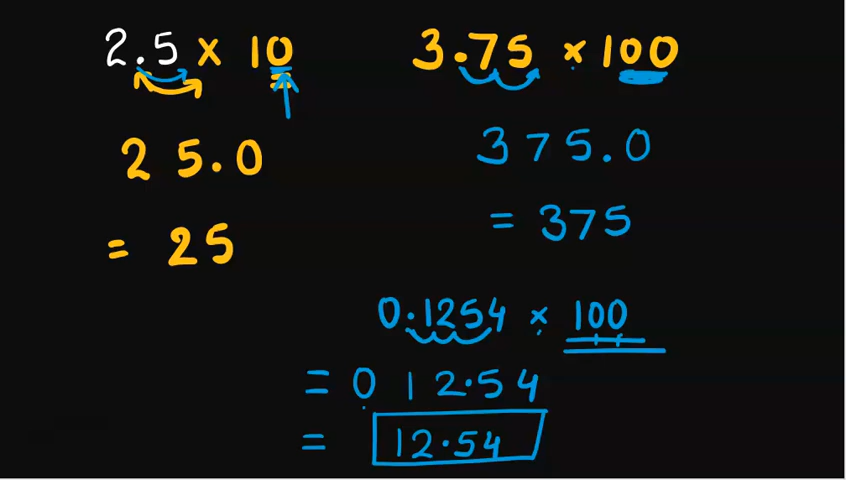 2.5 × 10
25.0
= 25
3.75 × 100
375.0
= 375
0.1254 × 100
= 012.54
= 12.54